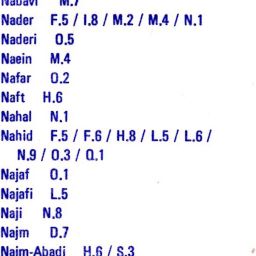 Nabavi M.7
Nader F.5 / I.8 / M.2 / M.4 / N.1
Naderi O.5
Naein M.4
Nafar O.2
Naft H.6
Nahal N.1
Nahid F.5 / F.6 / H.8 / L.5 / L.6 /
N.9 / O.3 / Q.1
Najaf O.1
Najafi L.5
Naji N.8
Najm D.7
Najm-Abadi H.6 / S.3